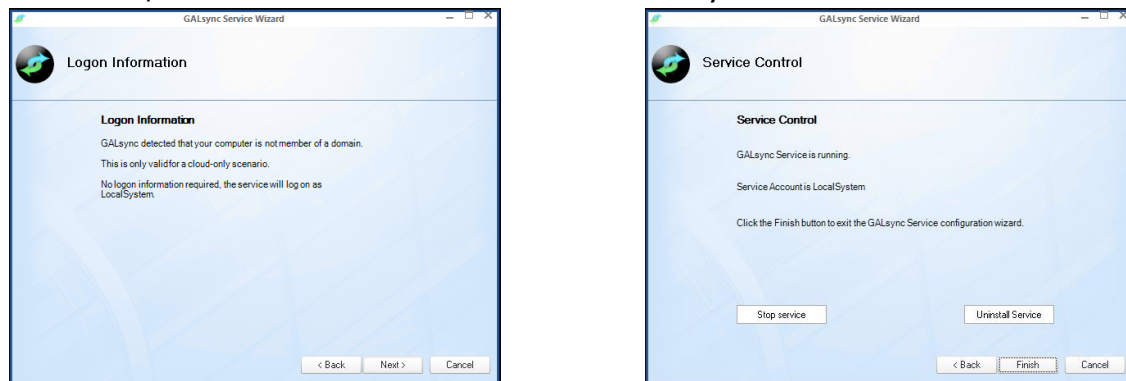 GALsync Service Wizard
Logon Information
Logon Information
GALsync detected that your computer is not member of a domain.
This is only valid for a cloud-only scenario.
No logon information required, the service will log on as
LocalSystem.
< Back
Next >
Cancel
GALsync Service Wizard
Service Control
Service Control
GALsync Service is running.
Service Account is LocalSystem
Click the Finish button to exit the GALsync Service configuration wizard.
Stop service
Uninstall Service
< Back
Finish
Cancel